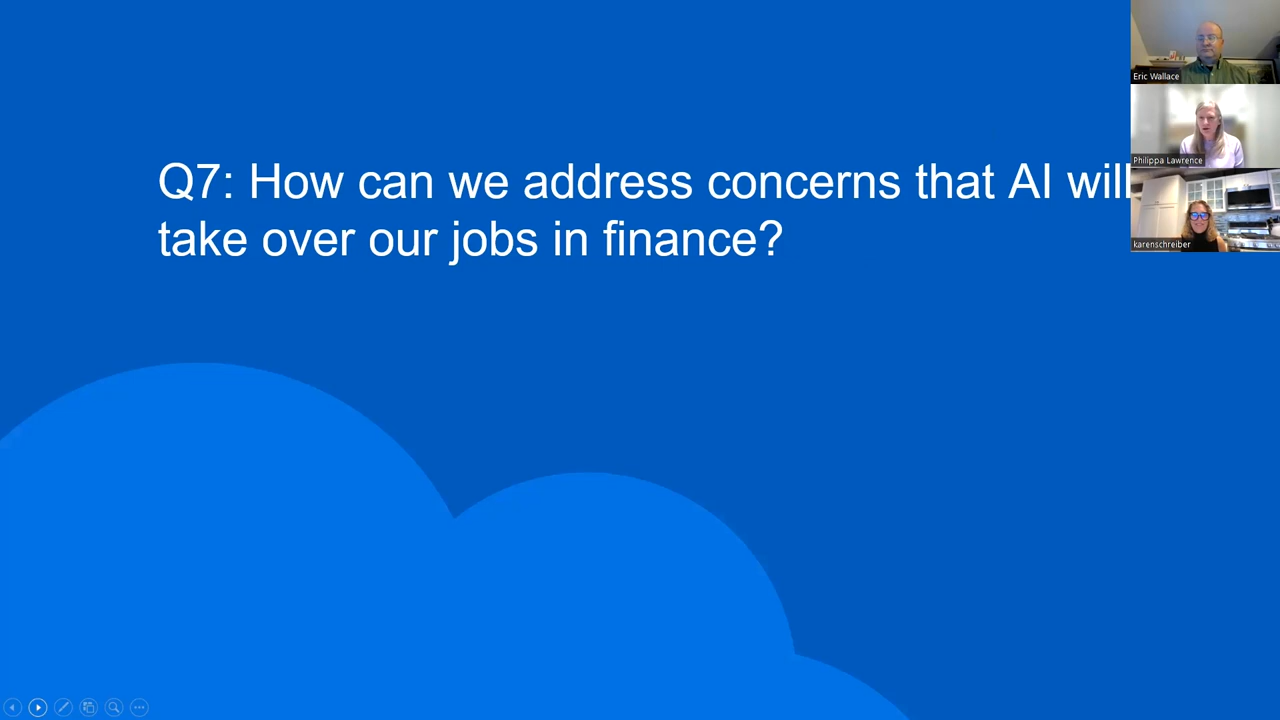 Q7: How can we address concerns that AI will
take over our jobs in finance?
Eric Wallace
Philippa Lawrence
karenschreiber